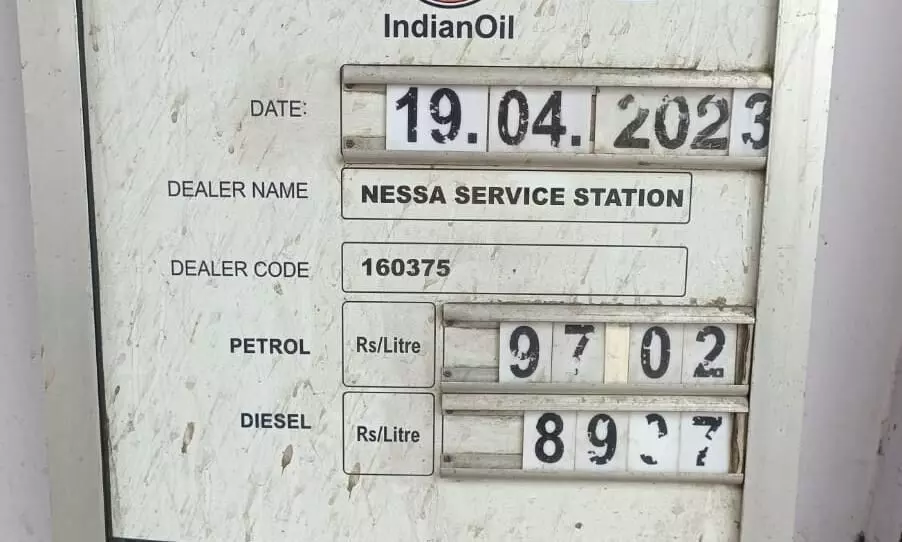 IndianOil
DATE: 19.04.2023
DEALER NAME NESSA SERVICE STATION
DEALER CODE 160375
PETROL Rs/Litre 97 02
DIESEL Rs/Litre